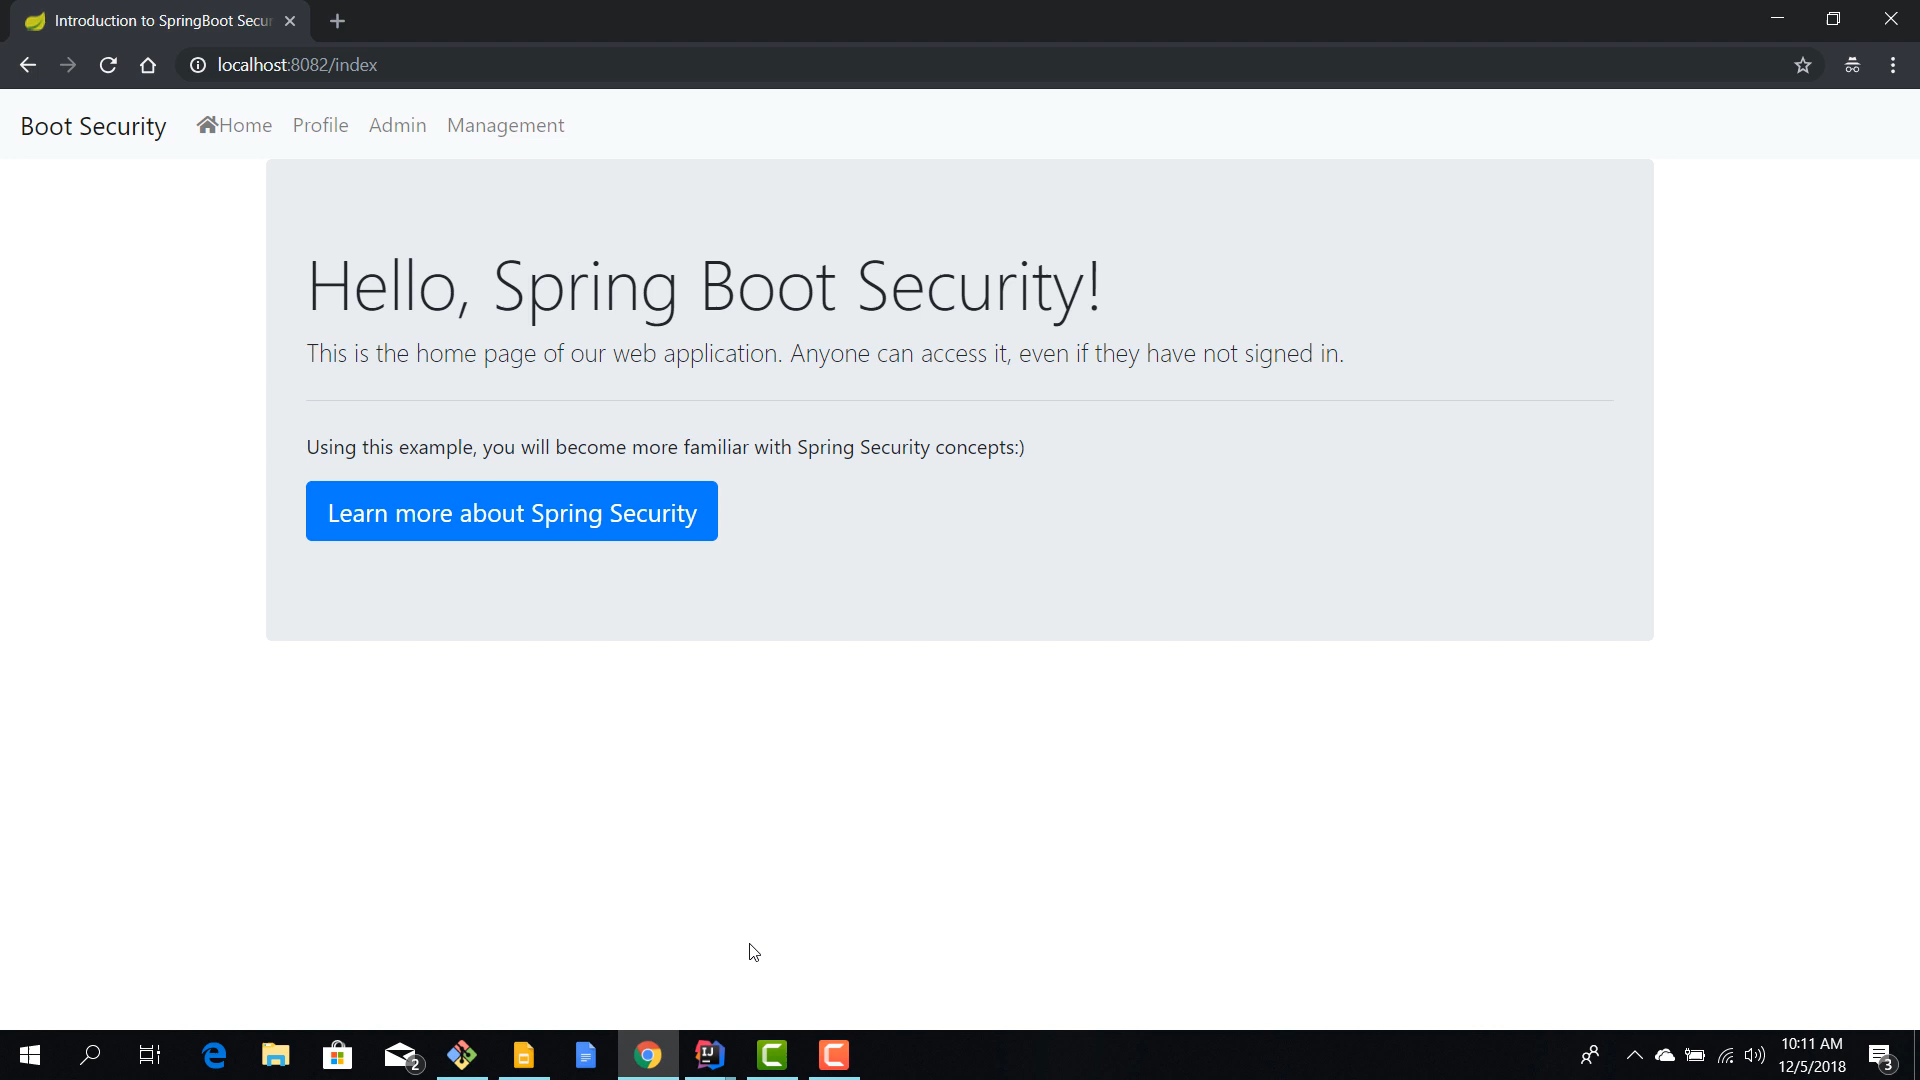 Introduction to SpringBoot Secur
localhost:8082/index
Boot Security Home Profile Admin Management
Hello, Spring Boot Security!
This is the home page of our web application. Anyone can access it, even if they have not signed in.
Using this example, you will become more familiar with Spring Security concepts:)
Learn more about Spring Security
2
IJ
10:11 AM
12/5/2018
3